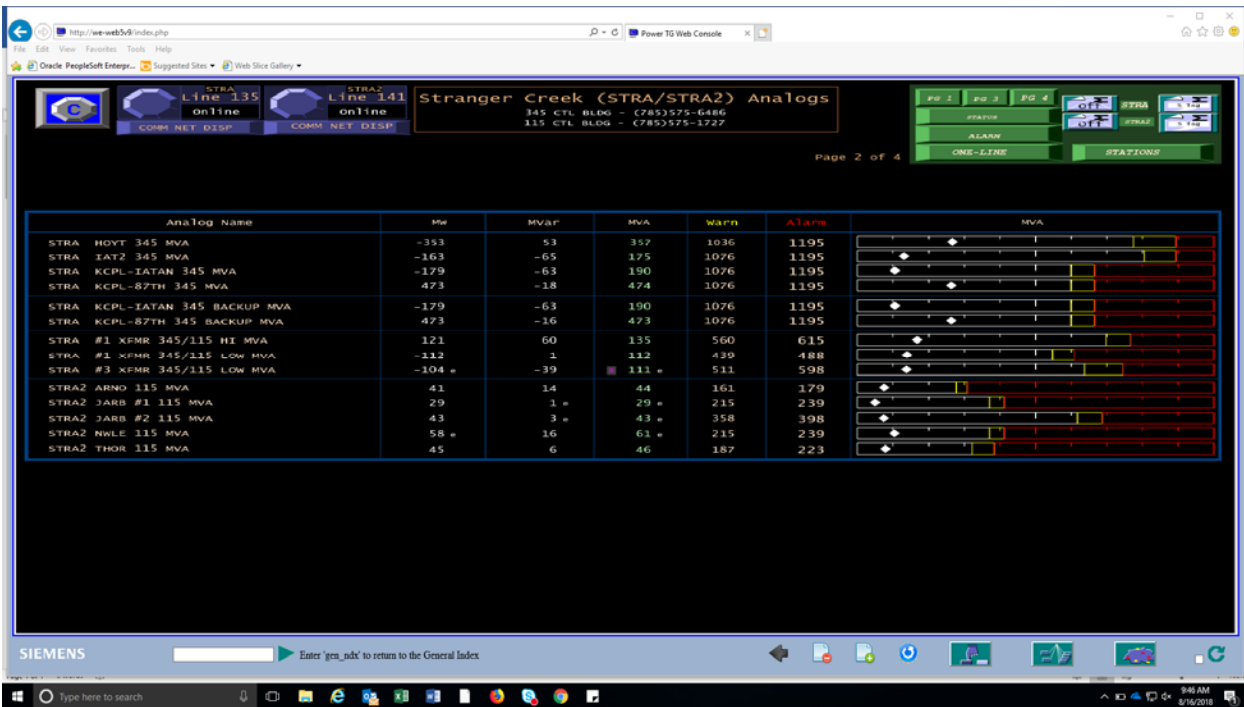 http://we-web5v9/index.php
Power TG Web Console
File Edit View Favorites Tools Help
Oracle PeopleSoft Enterpr... Suggested Sites Web Slice Gallery
STRA
Line 135
Online
COMM NET DISP
STRA2
Line 141
Online
COMM NET DISP
Stranger Creek (STRA/STRA2) Analogs
345 CTL BLDG - (785)575-6486
115 CTL BLDG - (785)575-1727
Page 2 of 4
PG 1 PG 3 PG 4
STATUS
ALARM
ONE-LINE STATIONS
Off STRA
Off STRA2
Analog Name MW MVar MVA Warn Alarm MVA
STRA HOYT 345 MVA -353 53 357 1036 1195
STRA IAT2 345 MVA -163 -65 175 1076 1195
STRA KCPL-IATAN 345 MVA -179 -63 190 1076 1195
STRA KCPL-87TH 345 MVA 473 -18 474 1076 1195
STRA KCPL-IATAN 345 BACKUP MVA -179 -63 190 1076 1195
STRA KCPL-87TH 345 BACKUP MVA 473 -16 473 1076 1195
STRA #1 XFMR 345/115 HI MVA 121 60 135 560 615
STRA #1 XFMR 345/115 LOW MVA -112 1 112 439 488
STRA #3 XFMR 345/115 LOW MVA -104 e -39 111 e 511 598
STRA2 ARNO 115 MVA 41 14 44 161 179
STRA2 JARB #1 115 MVA 29 1 e 29 e 215 239
STRA2 JARB #2 115 MVA 43 3 e 43 e 358 398
STRA2 NWLE 115 MVA 58 e 16 61 e 215 239
STRA2 THOR 115 MVA 45 6 46 187 223
SIEMENS
Enter 'gen_ndx' to return to the General Index
Type here to search
9:46 AM
8/16/2018